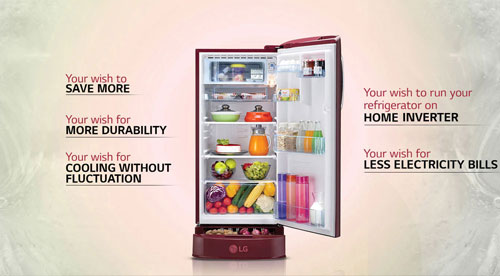 Your wish to
SAVE MORE
Your wish for
MORE DURABILITY
Your wish for
COOLING WITHOUT
FLUCTUATION
LG
Your wish to run your
refrigerator on
HOME INVERTER
Your wish for
LESS ELECTRICITY BILLS